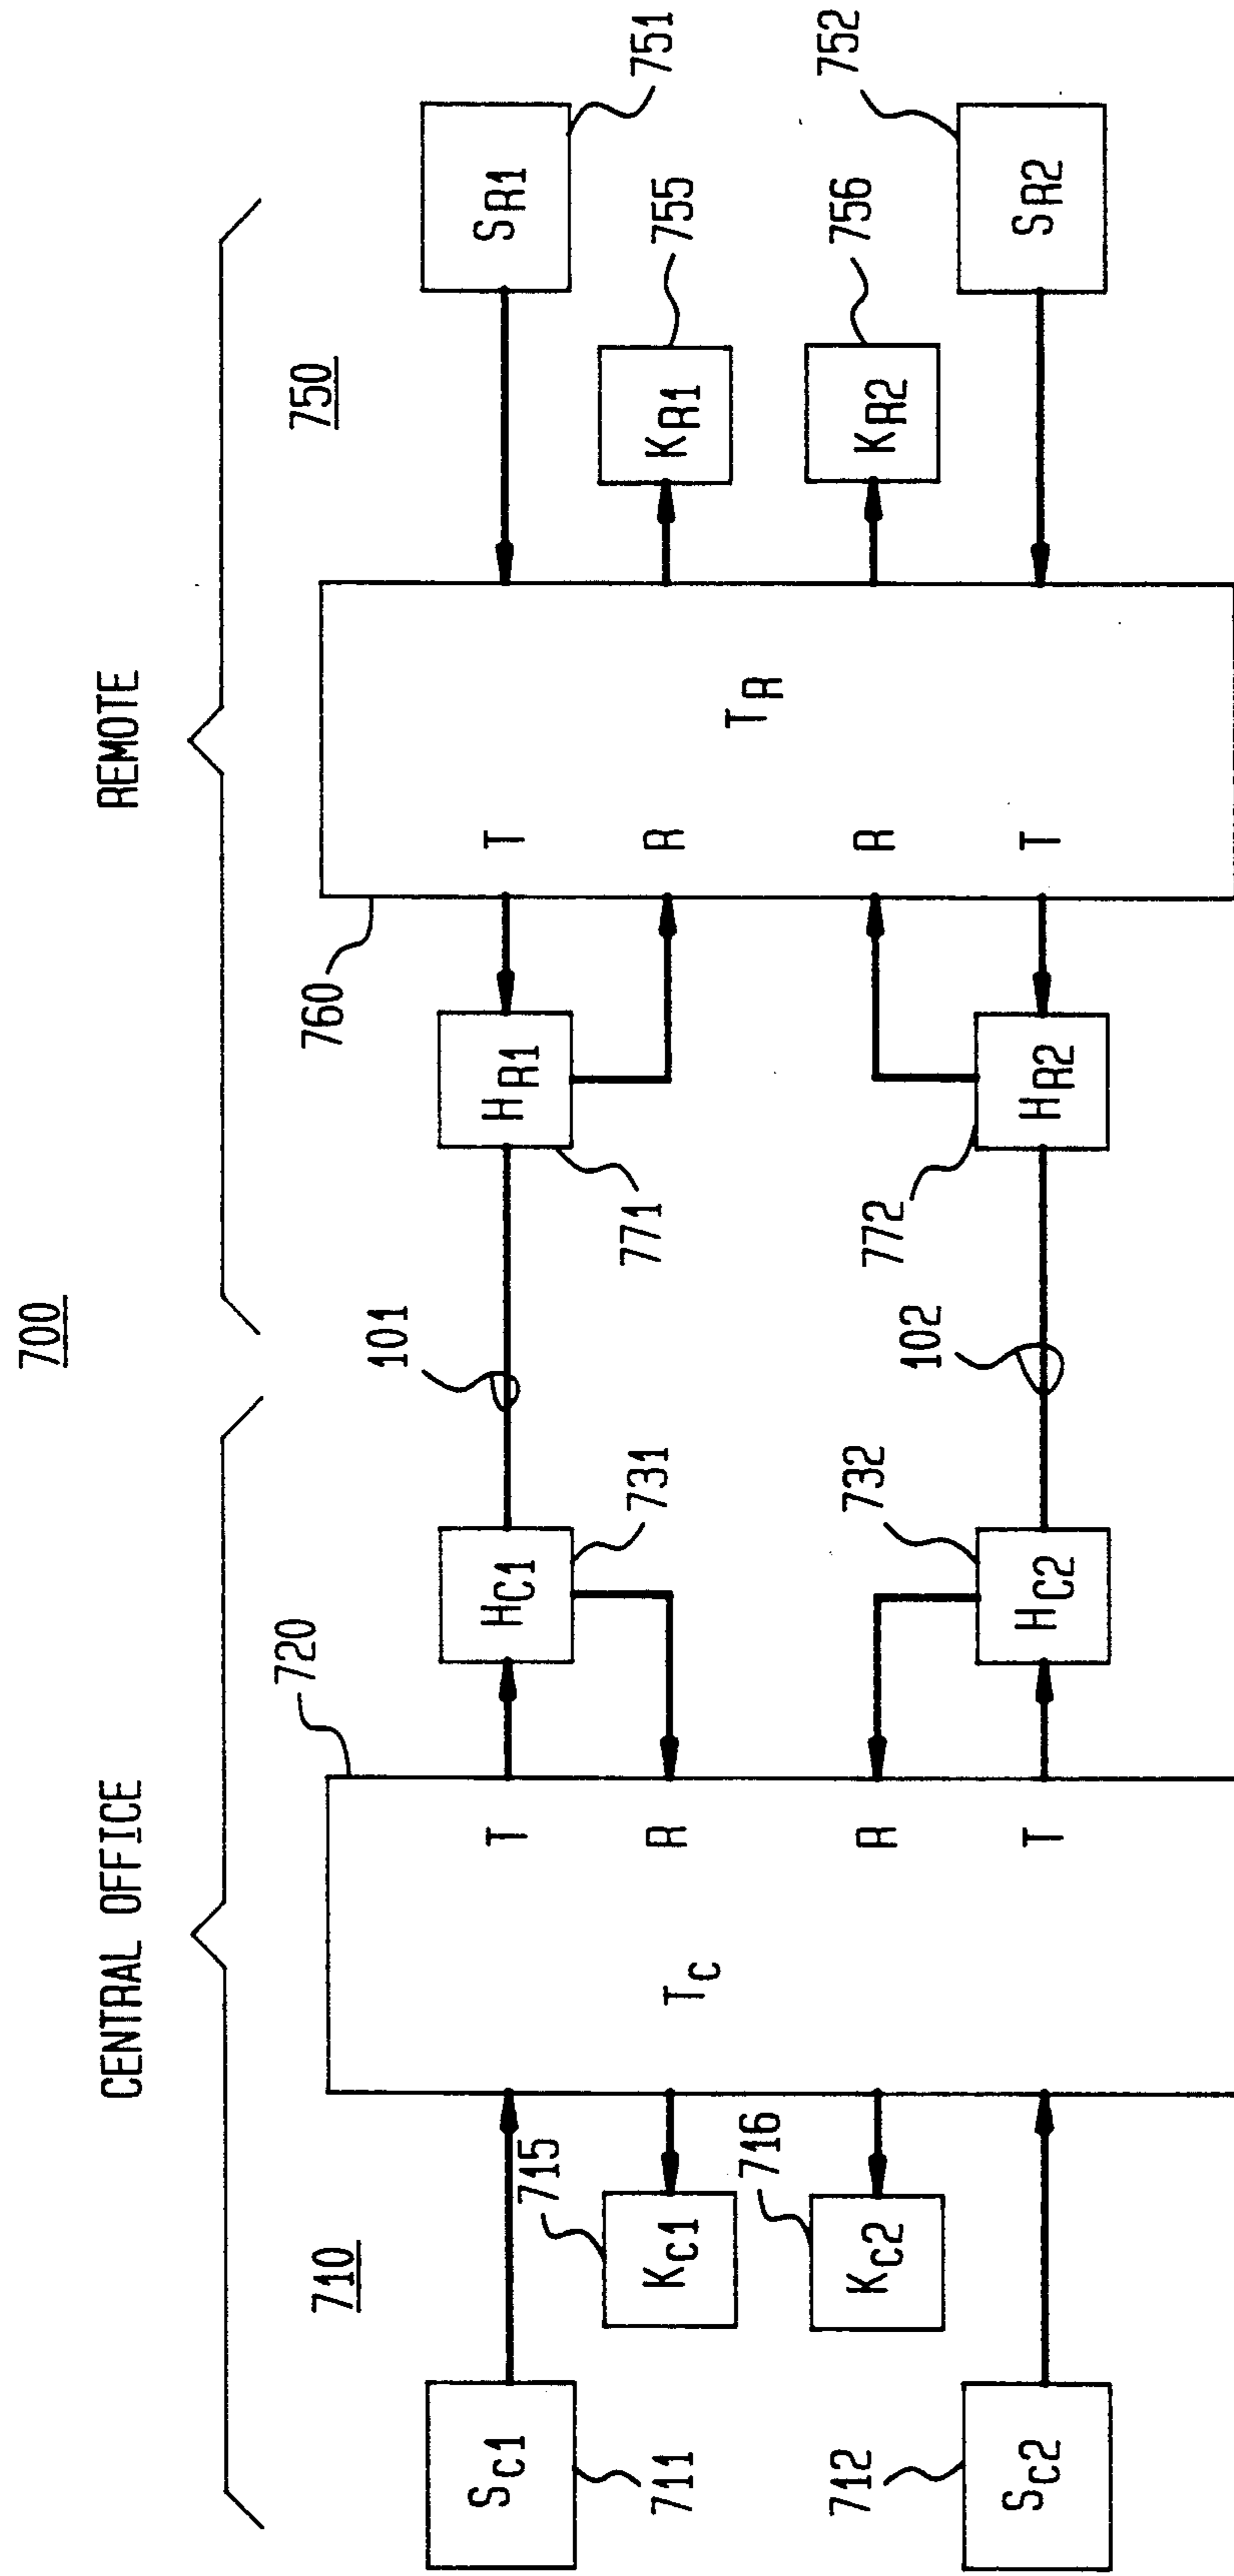 700
CENTRAL OFFICE
REMOTE
710
720
760
750
SC1
711
T
HC1
731
101
HR1
771
T
SR1
751
715
KC1
R
R
KR1
755
TC
TR
716
KC2
R
R
KR2
756
SC2
712
T
HC2
732
102
HR2
772
T
SR2
752